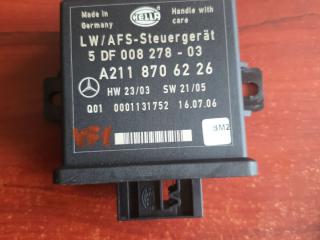 Made in
Germany
HELLA
Handle with
care
LW/AFS-Steuergerät
5 DF 008 278 -03
A211 870 62 26
HW 23/03 SW 21/05
Q01 0001131752 16.07.06
BMZ